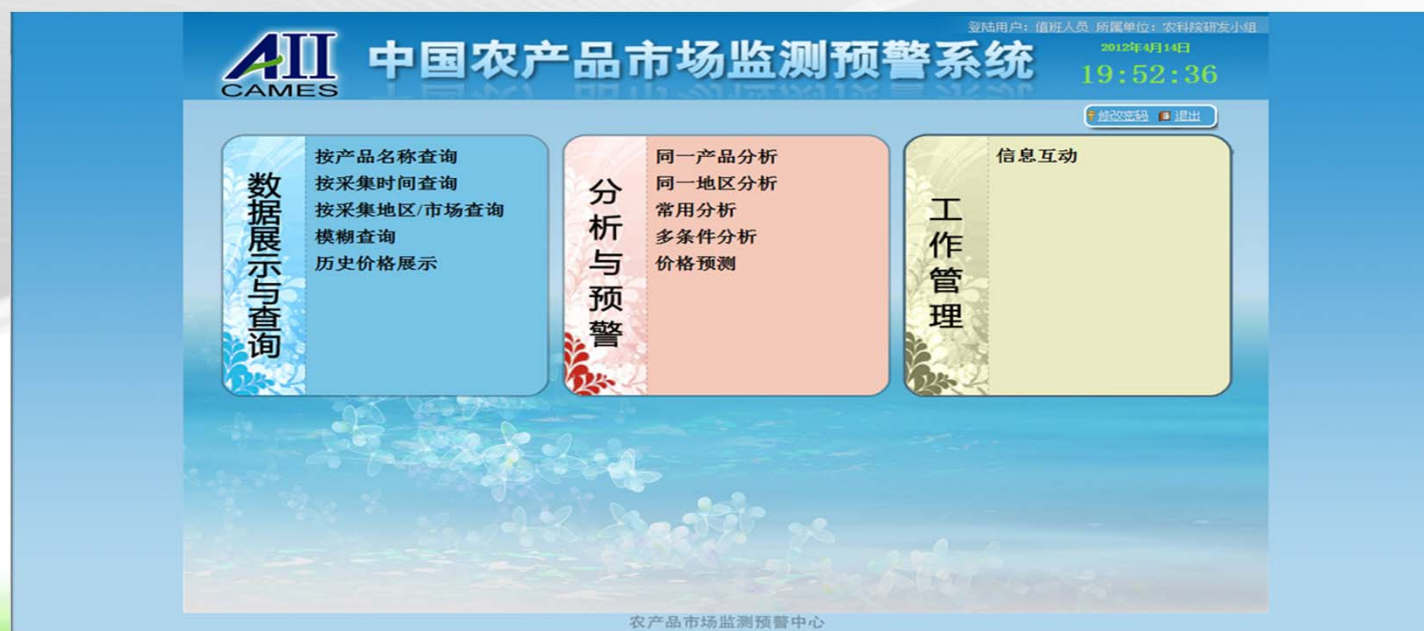 登陆用户：值班人员 所属单位：农科院研发小组
AII
CAMES
中国农产品市场监测预警系统
2012年4月14日
19:52:36
修改密码 退出
数据展示与查询
按产品名称查询
按采集时间查询
按采集地区/市场查询
模糊查询
历史价格展示
分析与预警
同一产品分析
同一地区分析
常用分析
多条件分析
价格预测
工作管理
信息互动
农产品市场监测预警中心